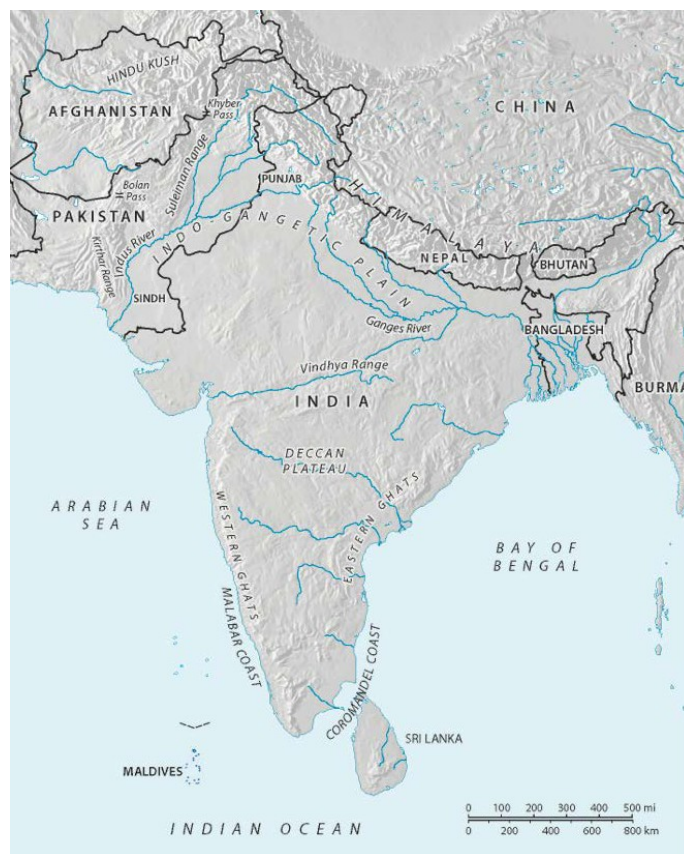 HINDU KUSH
AFGHANISTAN
Khyber
Pass
CHINA
Suleiman Range
PUNJAB
Bolan
Pass
PAKISTAN
HIMALAYA
Indus River
INDO GANGETIC PLAIN
Kirthar Range
NEPAL
BHUTAN
SINDH
Ganges River
BANGLADESH
Vindhya Range
INDIA
BURMA
DECCAN
PLATEAU
ARABIAN
SEA
WESTERN GHATS
EASTERN GHATS
BAY OF
BENGAL
MALABAR COAST
COROMANDEL COAST
SRI LANKA
MALDIVES
0 100 200 300 400 500 mi
0 200 400 600 800 km
INDIAN OCEAN